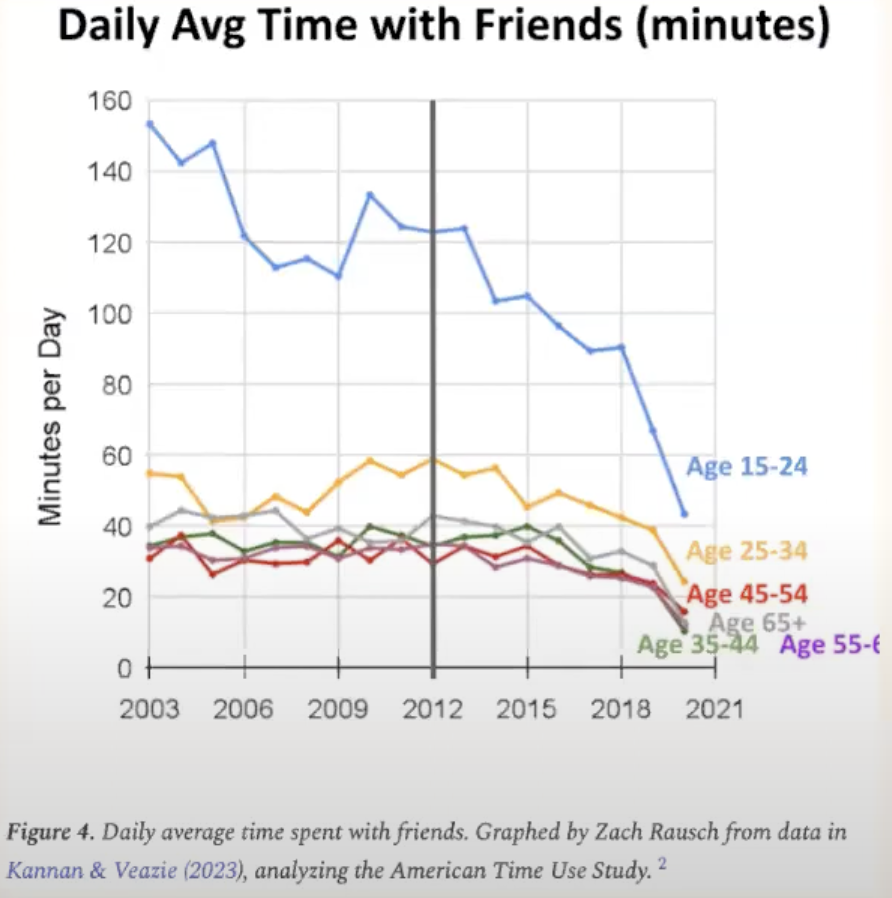 Daily Avg Time with Friends (minutes)
Minutes per Day
160
140
120
100
80
60
40
20
0
2003 2006 2009 2012 2015 2018 2021
Age 15-24
Age 25-34
Age 45-54
Age 65+
Age 35-44 Age 55-6
Figure 4. Daily average time spent with friends. Graphed by Zach Rausch from data in
Kannan & Veazie (2023), analyzing the American Time Use Study. 2